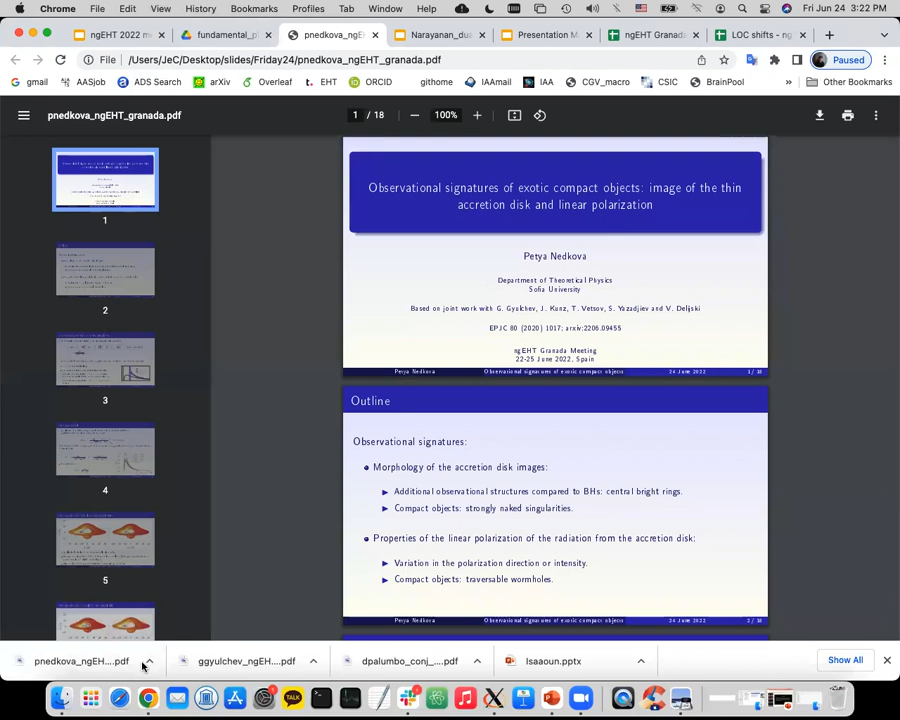 Chrome File Edit View History Bookmarks Profiles Tab Window Help Fri Jun 24 3:22 PM
ngEHT 2022 m fundamental_p pnedkova_ngE Narayanan_dua Presentation M ngEHT Granada LOC shifts - ng
File /Users/JeC/Desktop/slides/Friday24/pnedkova_ngEHT_granada.pdf Paused
gmail AASjob ADS Search arXiv Overleaf EHT ORCID githome IAAmail IAA CGV_macro CSIC BrainPool Other Bookmarks
pnedkova_ngEHT_granada.pdf 1 / 18 100%
Observational signatures of exotic compact objects: image of the thin
accretion disk and linear polarization
Petya Nedkova
Department of Theoretical Physics
Sofia University
Based on joint work with G. Gyulchev, J. Kunz, T. Vetsov, S. Yazadjiev and V. Delijski
EPJC 80 (2020) 1017; arxiv:2206.09455
ngEHT Granada Meeting
22-25 June 2022, Spain
Petya Nedkova Observational signatures of exotic compact objects 24 June 2022 1 / 18
1
2
3
4
5
Outline
Observational signatures:
Morphology of the accretion disk images:
Additional observational structures compared to BHs: central bright rings.
Compact objects: strongly naked singularities.
Properties of the linear polarization of the radiation from the accretion disk:
Variation in the polarization direction or intensity.
Compact objects: traversable wormholes.
Petya Nedkova Observational signatures of exotic compact objects 24 June 2022 2 / 18
pnedkova_ngEH....pdf ggyulchev_ngEH....pdf dpalumbo_conj_....pdf lsaaoun.pptx Show All